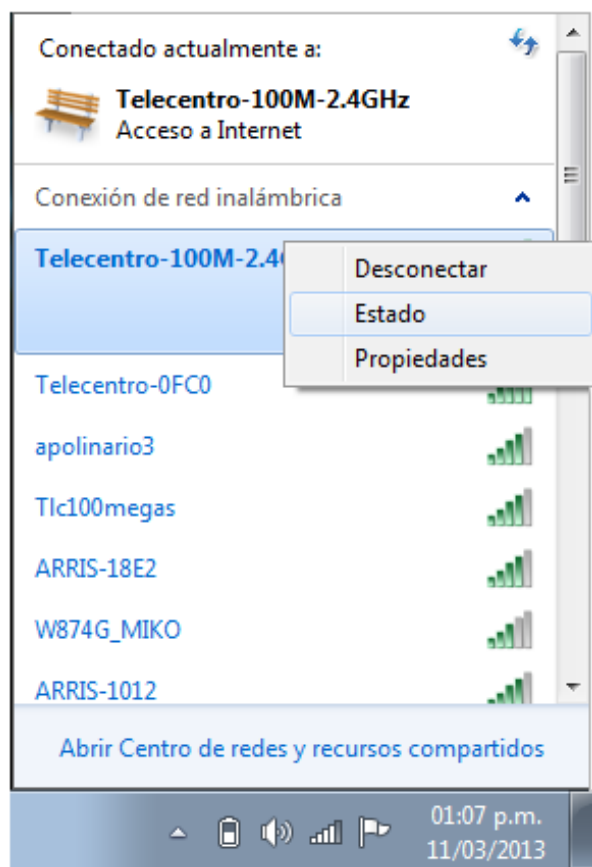 Conectado actualmente a:
Telecentro-100M-2.4GHz
Acceso a Internet
Conexión de red inalámbrica
Telecentro-100M-2.4
Desconectar
Estado
Propiedades
Telecentro-0FC0
apolinario3
Tlc100megas
ARRIS-18E2
W874G_MIKO
ARRIS-1012
Abrir Centro de redes y recursos compartidos
01:07 p.m.
11/03/2013